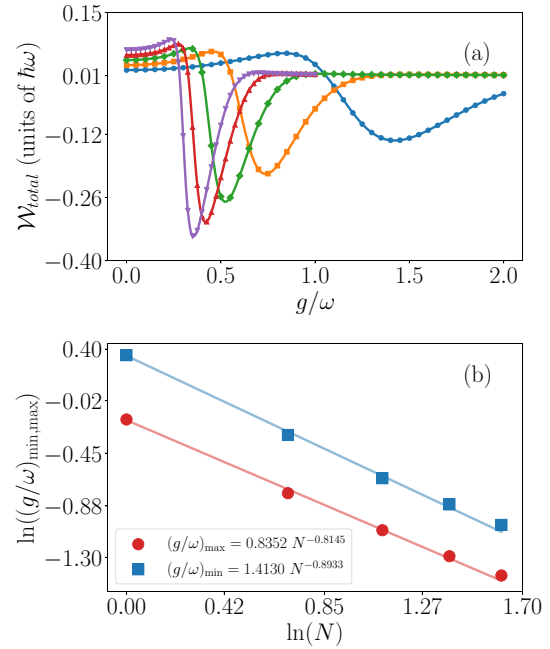 0.15
(a)
0.01
−0.12
−0.26
−0.40
𝒲_total (units of ħω)
0.0 0.5 1.0 1.5 2.0
g/ω
0.40
(b)
−0.02
−0.45
−0.88
−1.30
ln((g/ω)_min,max)
(g/ω)_max = 0.8352 N^−0.8145
(g/ω)_min = 1.4130 N^−0.8933
0.00 0.42 0.85 1.27 1.70
ln(N)